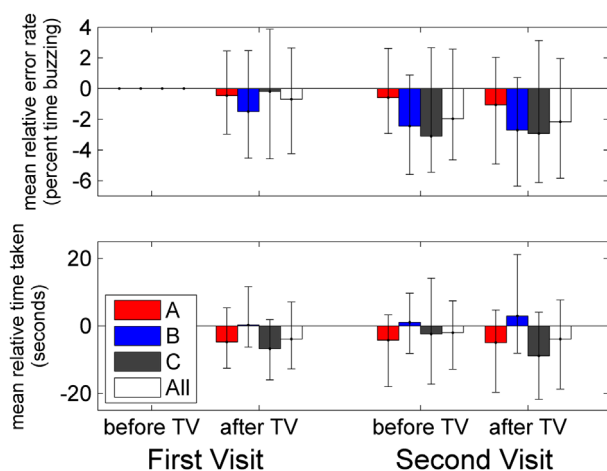 mean relative error rate
(percent time buzzing)
4
2
0
-2
-4
-6
mean relative time taken
(seconds)
20
0
-20
A
B
C
All
before TV after TV before TV after TV
First Visit Second Visit